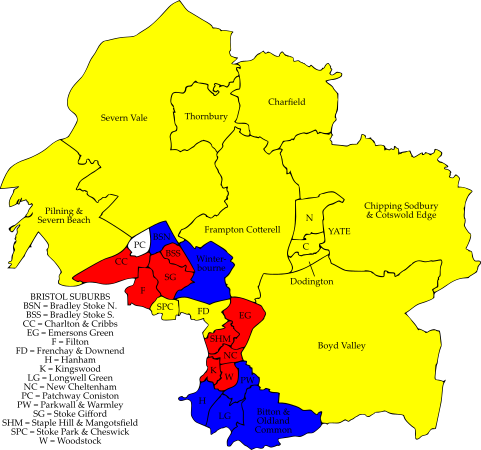 Charfield
Thornbury
Severn Vale
Pilning &
Severn Beach
Chipping Sodbury
& Cotswold Edge
N
Frampton Cotterell
YATE
C
Dodington
BSN
PC
BSS
Winter-
bourne
CC
SG
F
SPC
FD
EG
SHM
NC
K
W
PW
H
LG
Bitton &
Oldland
Common
Boyd Valley
BRISTOL SUBURBS
BSN = Bradley Stoke N.
BSS = Bradley Stoke S.
CC = Charlton & Cribbs
EG = Emersons Green
F = Filton
FD = Frenchay & Downend
H = Hanham
K = Kingswood
LG = Longwell Green
NC = New Cheltenham
PC = Patchway Coniston
PW = Parkwall & Warmley
SG = Stoke Gifford
SHM = Staple Hill & Mangotsfield
SPC = Stoke Park & Cheswick
W = Woodstock